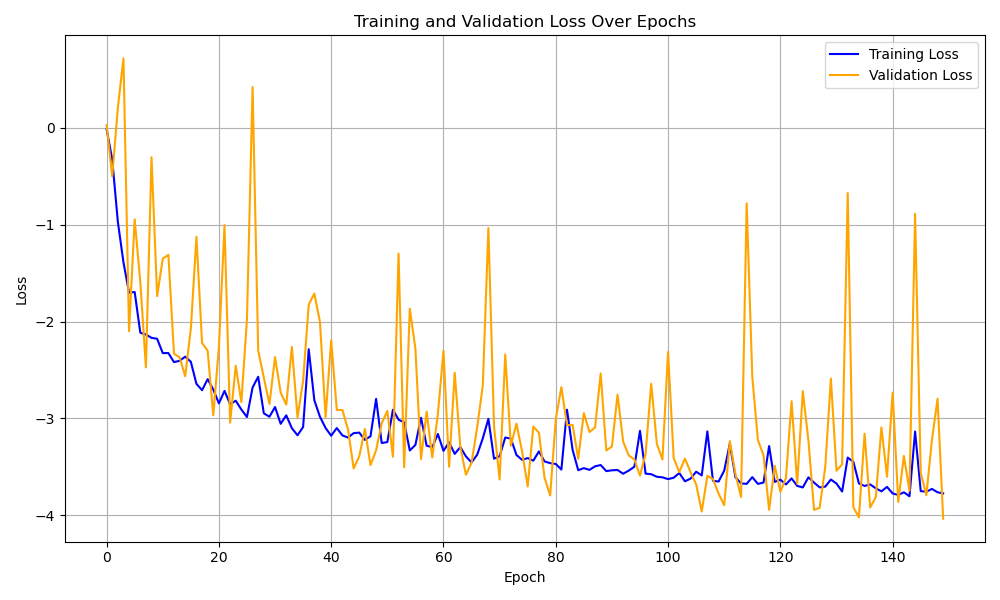 Training and Validation Loss Over Epochs
Training Loss
Validation Loss
0
−1
−2
−3
−4
Loss
0 20 40 60 80 100 120 140
Epoch